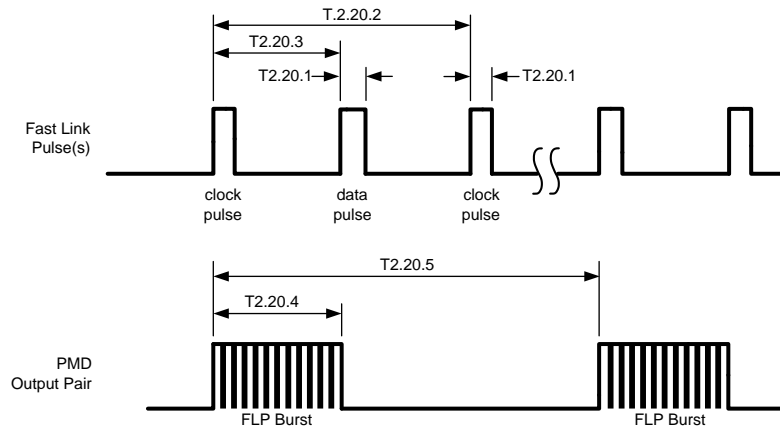 T.2.20.2
T2.20.3
T2.20.1
T2.20.1
Fast Link
Pulse(s)
clock
pulse
data
pulse
clock
pulse
T2.20.5
T2.20.4
PMD
Output Pair
FLP Burst
FLP Burst